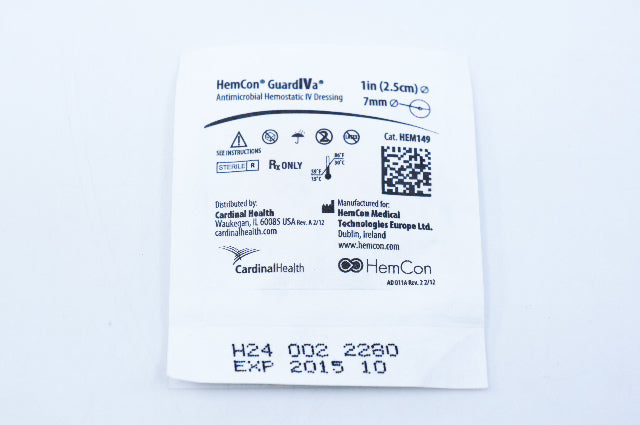 HemCon® GuardIVa®
Antimicrobial Hemostatic IV Dressing
1in (2.5cm) ⌀
7mm ⌀
Cat. HEM149
SEE INSTRUCTIONS
STERILE R
Rx ONLY
59°F
15°C
86°F
30°C
Distributed by:
Cardinal Health
Waukegan, IL 60085 USA Rev. A 2/12
cardinalhealth.com
Manufactured for:
HemCon Medical
Technologies Europe Ltd.
Dublin, Ireland
www.hemcon.com
CardinalHealth
HemCon
AD 011A Rev. 2 2/12
H24 002 2280
EXP 2015 10